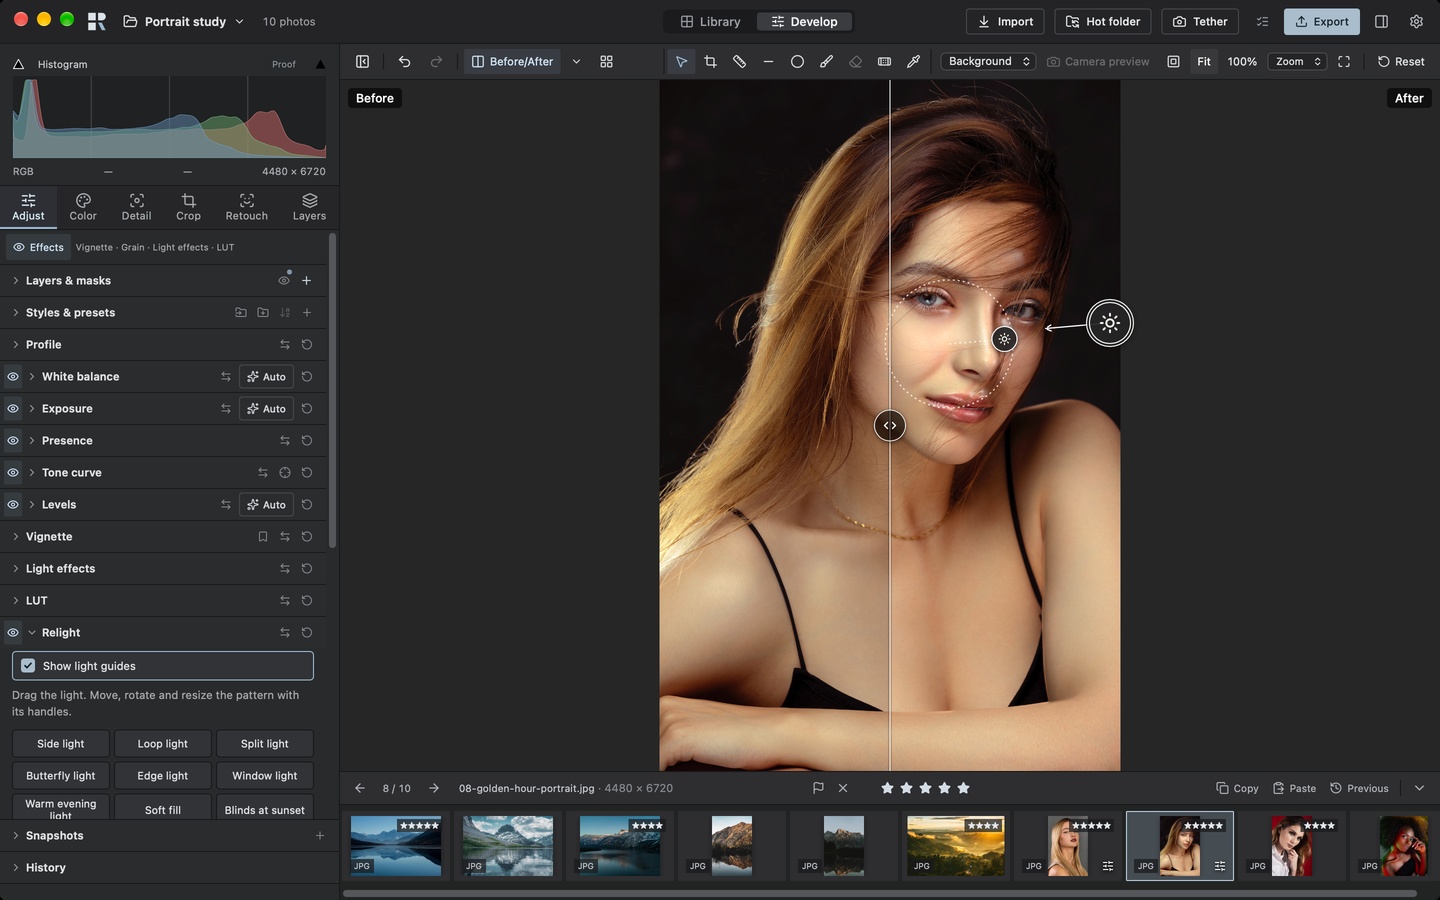 Portrait study
10 photos
Library
Develop
Import
Hot folder
Tether
Export
Histogram
Proof
Before/After
Background
Camera preview
Fit
100%
Zoom
Reset
Before
After
RGB
—
—
4480 × 6720
Adjust
Color
Detail
Crop
Retouch
Layers
Effects
Vignette · Grain · Light effects · LUT
Layers & masks
Styles & presets
Profile
White balance
Auto
Exposure
Auto
Presence
Tone curve
Levels
Auto
Vignette
Light effects
LUT
Relight
Show light guides
Drag the light. Move, rotate and resize the pattern with
its handles.
Side light
Loop light
Split light
Butterfly light
Edge light
Window light
Warm evening
light
Soft fill
Blinds at sunset
Snapshots
History
8 / 10
08-golden-hour-portrait.jpg · 4480 × 6720
Copy
Paste
Previous
JPG
JPG
JPG
JPG
JPG
JPG
JPG
JPG
JPG
JPG